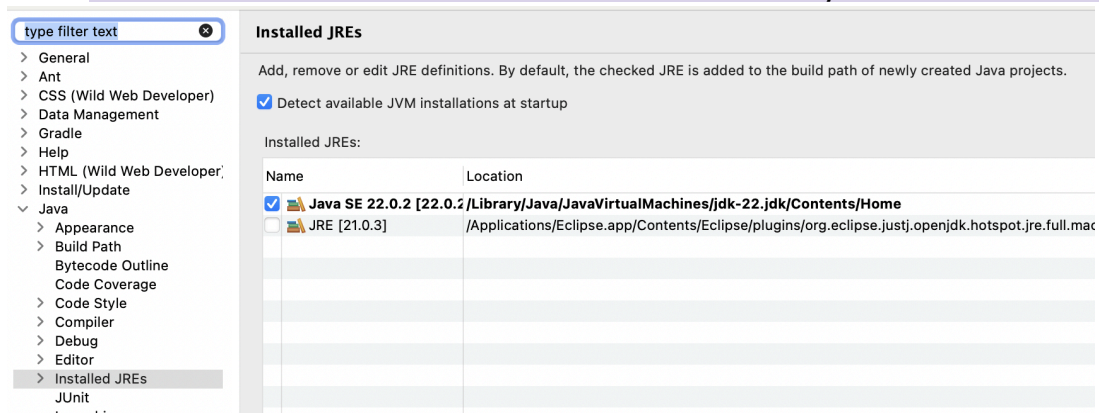 type filter text
General
Ant
CSS (Wild Web Developer)
Data Management
Gradle
Help
HTML (Wild Web Developer)
Install/Update
Java
Appearance
Build Path
Bytecode Outline
Code Coverage
Code Style
Compiler
Debug
Editor
Installed JREs
JUnit
Installed JREs
Add, remove or edit JRE definitions. By default, the checked JRE is added to the build path of newly created Java projects.
Detect available JVM installations at startup
Installed JREs:
Name Location
Java SE 22.0.2 [22.0.2 /Library/Java/JavaVirtualMachines/jdk-22.jdk/Contents/Home
JRE [21.0.3] /Applications/Eclipse.app/Contents/Eclipse/plugins/org.eclipse.justj.openjdk.hotspot.jre.full.mac